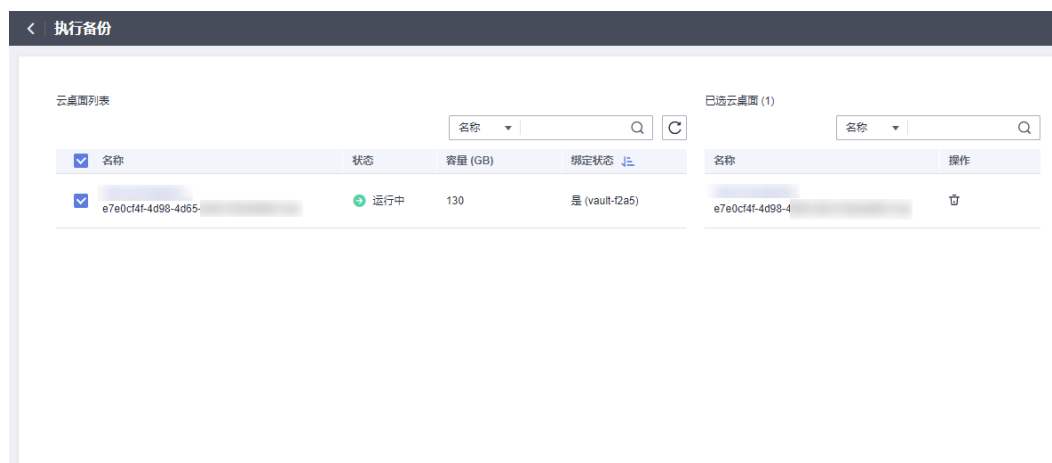 执行备份
云桌面列表
已选云桌面 (1)
名称
名称
名称 状态 容量 (GB) 绑定状态
名称 操作
e7e0cf4f-4d98-4d65- 运行中 130 是 (vault-f2a5)
e7e0cf4f-4d98-4